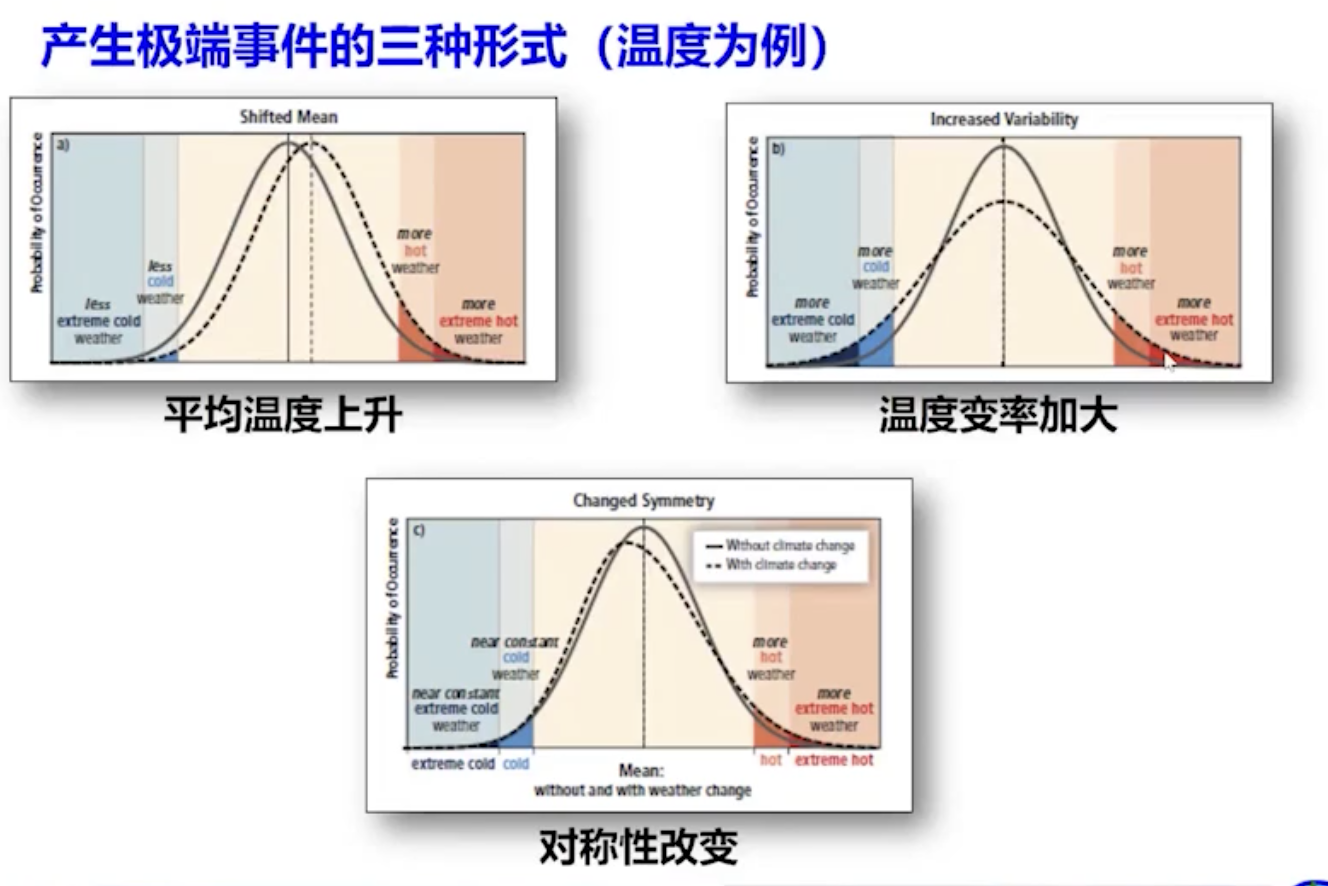 产生极端事件的三种形式（温度为例）
Shifted Mean
a)
Probability of Occurrence
less
cold
weather
less
extreme cold
weather
more
hot
weather
more
extreme hot
weather
平均温度上升
Increased Variability
b)
Probability of Occurrence
more
cold
weather
more
extreme cold
weather
more
hot
weather
more
extreme hot
weather
温度变率加大
Changed Symmetry
c)
Probability of Occurrence
Without climate change
With climate change
near constant
cold
weather
near constant
extreme cold
weather
more
hot
weather
more
extreme hot
weather
extreme cold cold
hot extreme hot
Mean:
without and with weather change
对称性改变